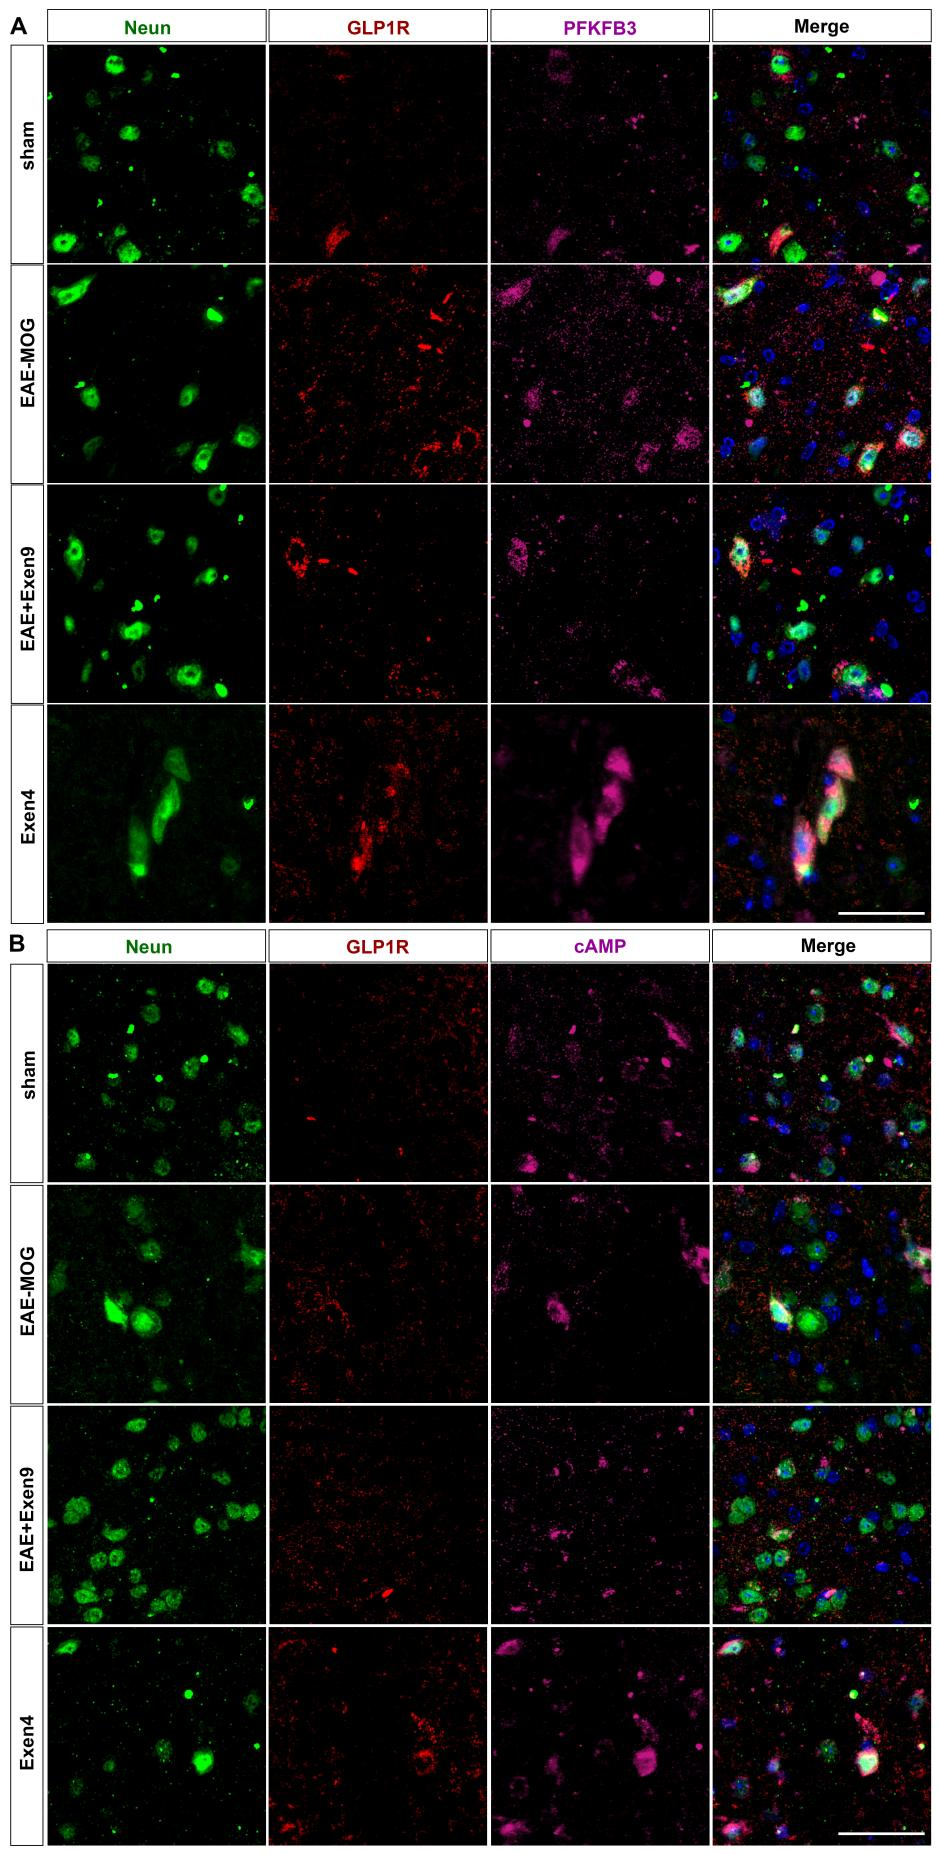 A
Neun GLP1R PFKFB3 Merge
sham
EAE-MOG
EAE+Exen9
Exen4
B
Neun GLP1R cAMP Merge
sham
EAE-MOG
EAE+Exen9
Exen4